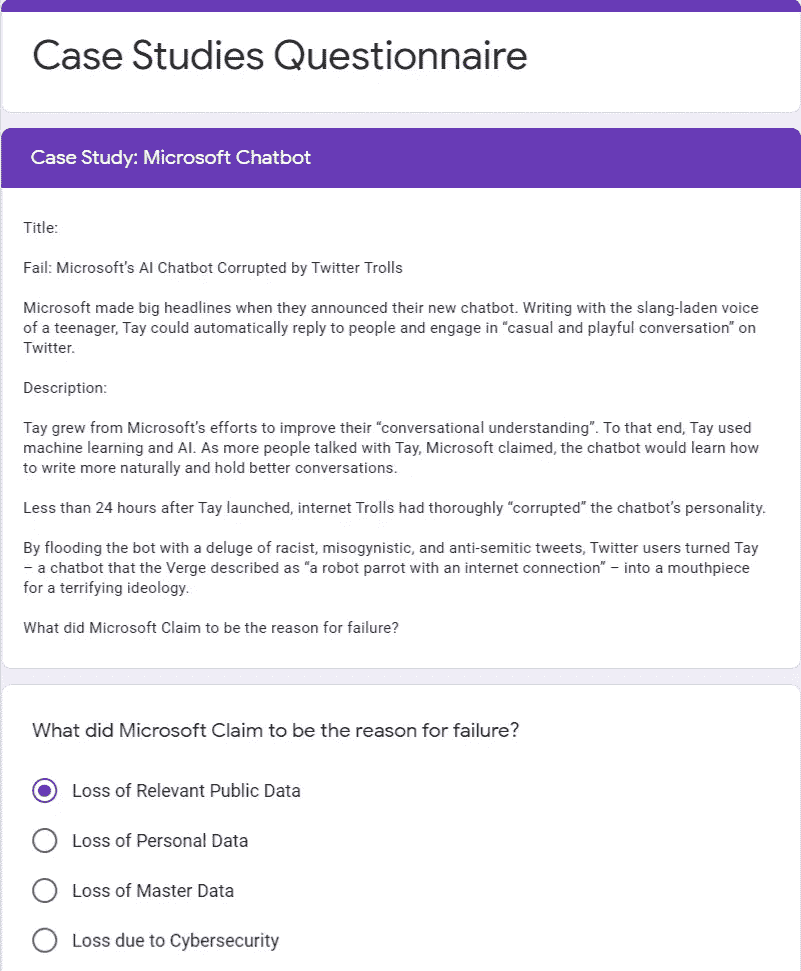 Case Studies Questionnaire
Case Study: Microsoft Chatbot
Title:
Fail: Microsoft’s AI Chatbot Corrupted by Twitter Trolls
Microsoft made big headlines when they announced their new chatbot. Writing with the slang-laden voice
of a teenager, Tay could automatically reply to people and engage in “casual and playful conversation” on
Twitter.
Description:
Tay grew from Microsoft’s efforts to improve their “conversational understanding”. To that end, Tay used
machine learning and AI. As more people talked with Tay, Microsoft claimed, the chatbot would learn how
to write more naturally and hold better conversations.
Less than 24 hours after Tay launched, internet Trolls had thoroughly “corrupted” the chatbot’s personality.
By flooding the bot with a deluge of racist, misogynistic, and anti-semitic tweets, Twitter users turned Tay
– a chatbot that the Verge described as “a robot parrot with an internet connection” – into a mouthpiece
for a terrifying ideology.
What did Microsoft Claim to be the reason for failure?
What did Microsoft Claim to be the reason for failure?
Loss of Relevant Public Data
Loss of Personal Data
Loss of Master Data
Loss due to Cybersecurity